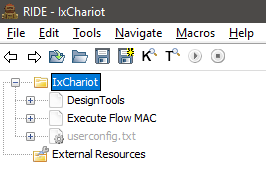 RIDE - IxChariot
File Edit Tools Navigate Macros Help
K T
IxChariot
DesignTools
Execute Flow MAC
userconfig.txt
External Resources